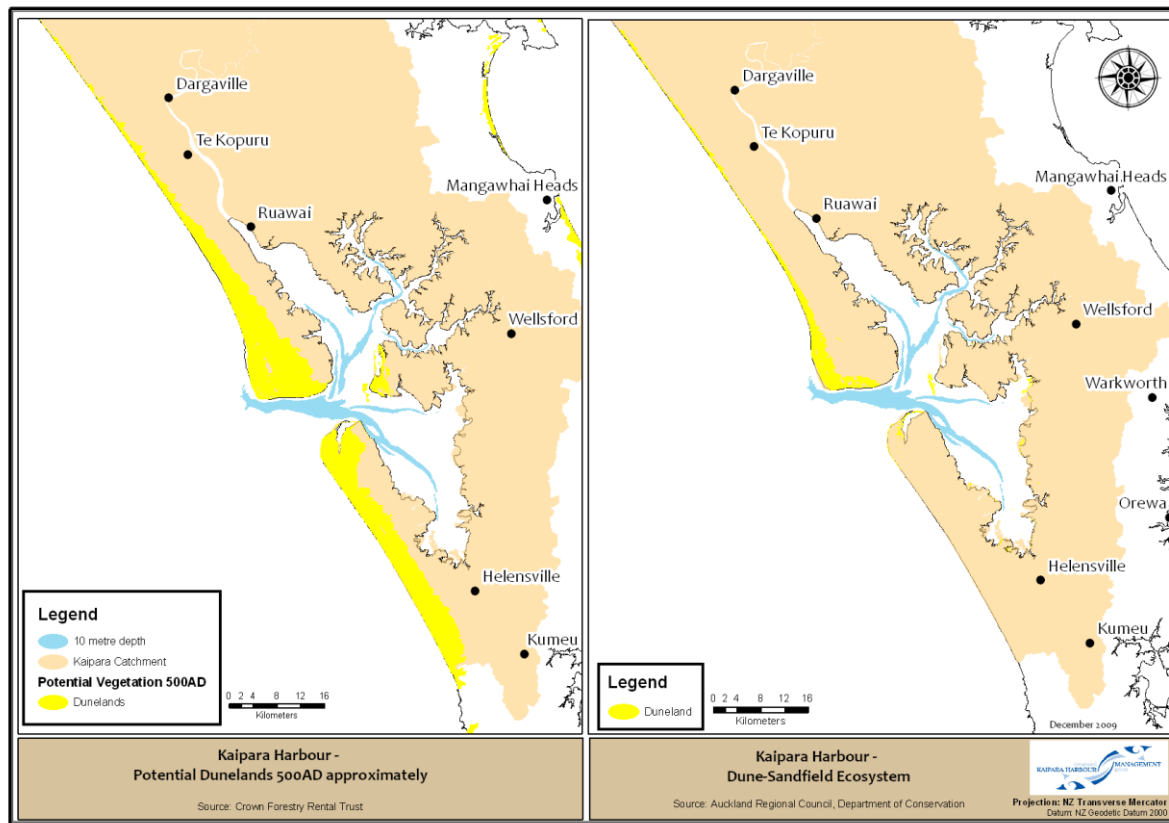 Dargaville
Te Kopuru
Mangawhai Heads
Ruawai
Wellsford
Helensville
Kumeu
Legend
10 metre depth
Kaipara Catchment
Potential Vegetation 500AD
Dunelands
0 2 4 8 12 16
Kilometers
Kaipara Harbour -
Potential Dunelands 500AD approximately
Source: Crown Forestry Rental Trust
Dargaville
Te Kopuru
Mangawhai Heads
Ruawai
Wellsford
Warkworth
Orewa
Helensville
Kumeu
Legend
Duneland
0 2 4 8 12 16
Kilometers
December 2009
Kaipara Harbour -
Dune-Sandfield Ecosystem
Source: Auckland Regional Council, Department of Conservation
KAIPARA HARBOUR
MANAGEMENT
Projection: NZ Transverse Mercator
Datum: NZ Geodetic Datum 2000